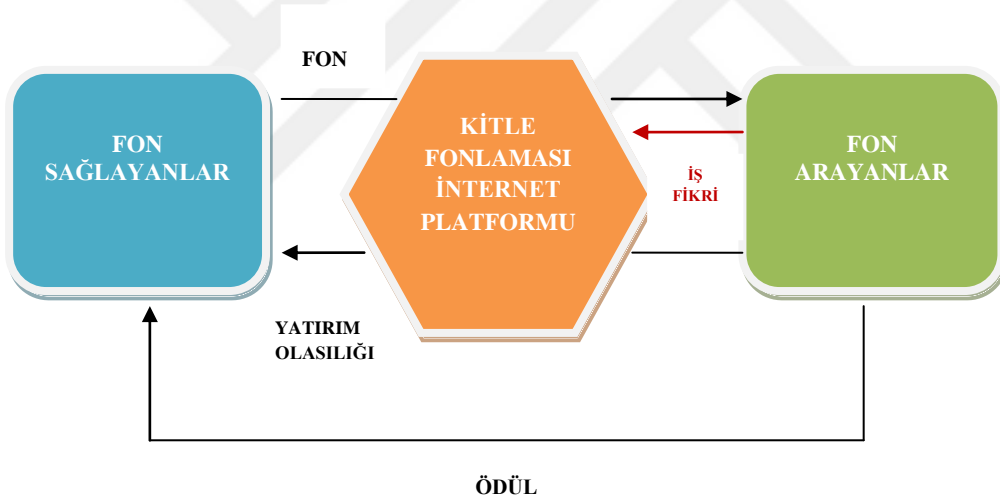 FON
FON
SAĞLAYANLAR
KİTLE
FONLAMASI
İNTERNET
PLATFORMU
İŞ
FİKRİ
FON
ARAYANLAR
YATIRIM
OLASILIĞI
ÖDÜL